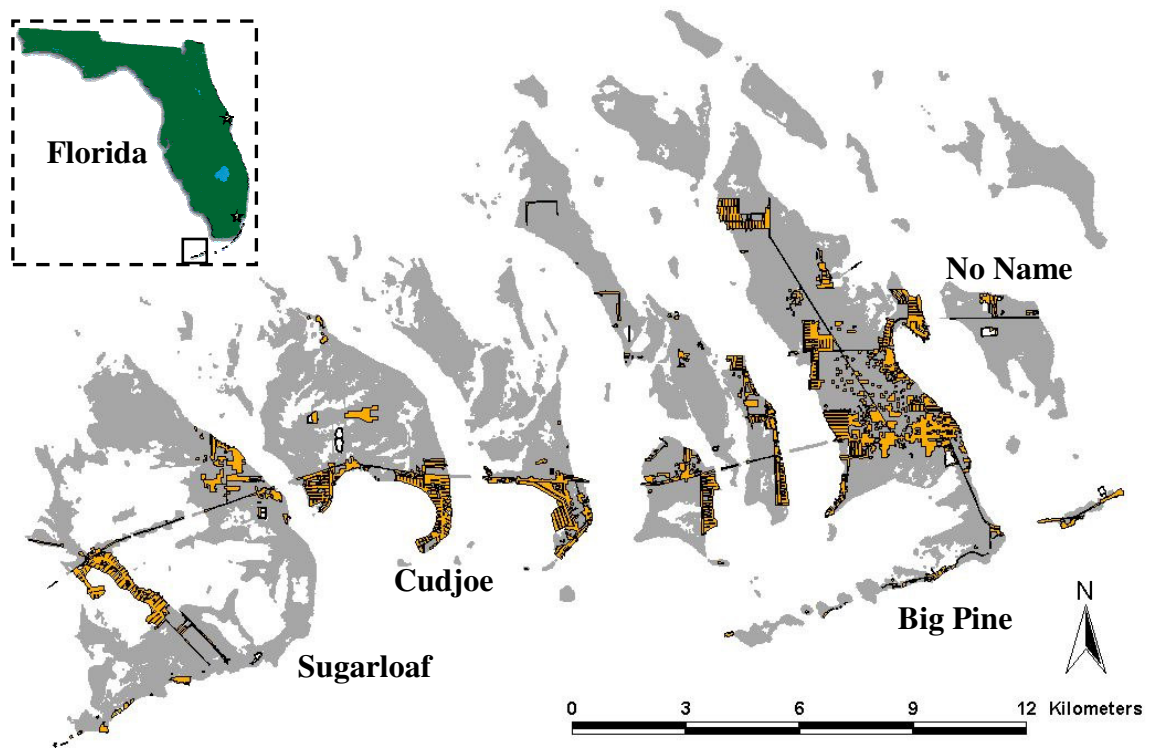 Florida
No Name
Cudjoe
Big Pine
Sugarloaf
N
0 3 6 9 12 Kilometers